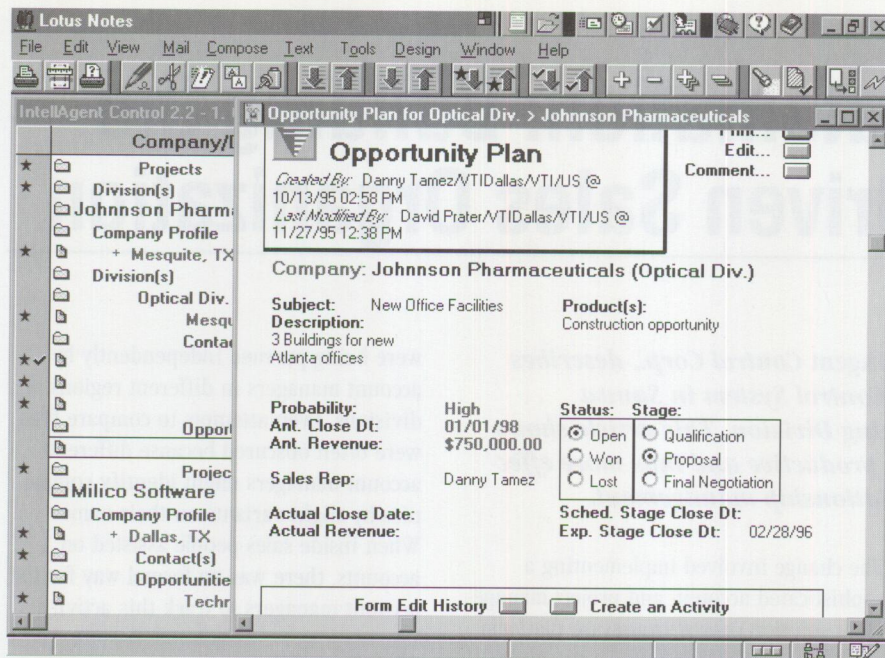 Lotus Notes
File Edit View Mail Compose Text Tools Design Window Help
IntellAgent Control 2.2 - 1.
Company/
Projects
Division(s)
Johnnson Pharm
Company Profile
+ Mesquite, TX
Division(s)
Optical Div.
Mesqu
Contac
Oppor
Projec
Milico Software
Company Profile
+ Dallas, TX
Contact(s)
Opportunitie
Techr
Opportunity Plan for Optical Div. > Johnnson Pharmaceuticals
Print...
Edit...
Comment...
Opportunity Plan
Created By: Danny Tamez/VTIDallas/VTI/US @
10/13/95 02:58 PM
Last Modified By: David Prater/VTIDallas/VTI/US @
11/27/95 12:38 PM
Company: Johnnson Pharmaceuticals (Optical Div.)
Subject: New Office Facilities
Description:
3 Buildings for new
Atlanta offices
Product(s):
Construction opportunity
Probability: High
Ant. Close Dt: 01/01/98
Ant. Revenue: $750,000.00
Sales Rep: Danny Tamez
Status: Stage:
Open Qualification
Won Proposal
Lost Final Negotiation
Actual Close Date:
Actual Revenue:
Sched. Stage Close Dt:
Exp. Stage Close Dt: 02/28/96
Form Edit History Create an Activity